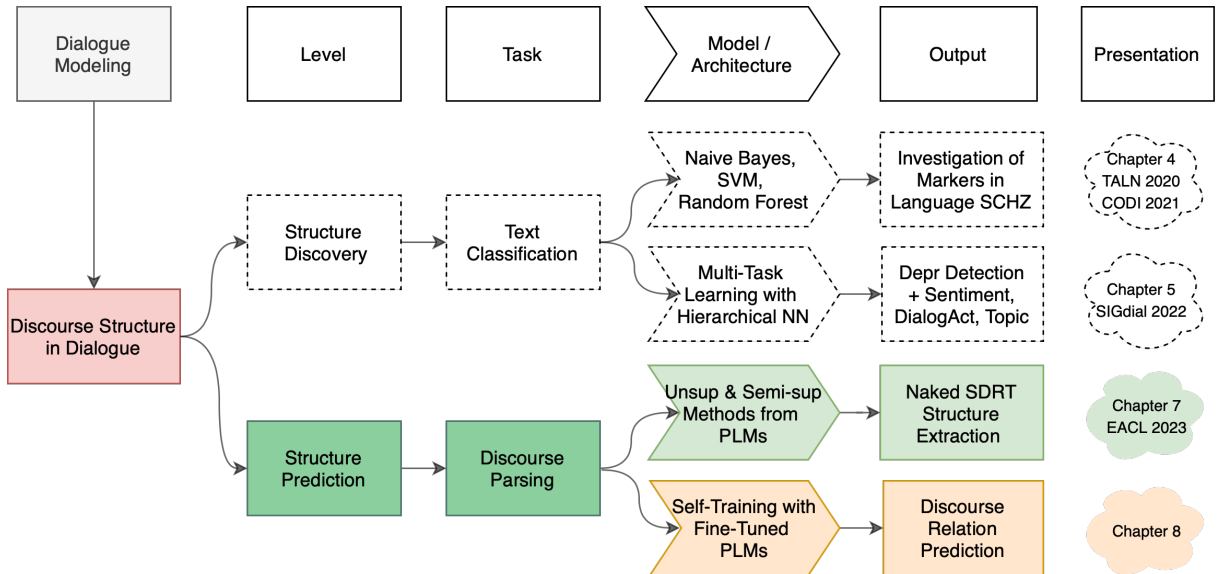 Dialogue
Modeling
Level
Task
Model /
Architecture
Output
Presentation
Naive Bayes,
SVM,
Random Forest
Investigation of
Markers in
Language SCHZ
Chapter 4
TALN 2020
CODI 2021
Structure
Discovery
Text
Classification
Multi-Task
Learning with
Hierarchical NN
Depr Detection
+ Sentiment,
DialogAct, Topic
Chapter 5
SIGdial 2022
Discourse Structure
in Dialogue
Unsup & Semi-sup
Methods from
PLMs
Naked SDRT
Structure
Extraction
Chapter 7
EACL 2023
Structure
Prediction
Discourse
Parsing
Self-Training with
Fine-Tuned
PLMs
Discourse
Relation
Prediction
Chapter 8